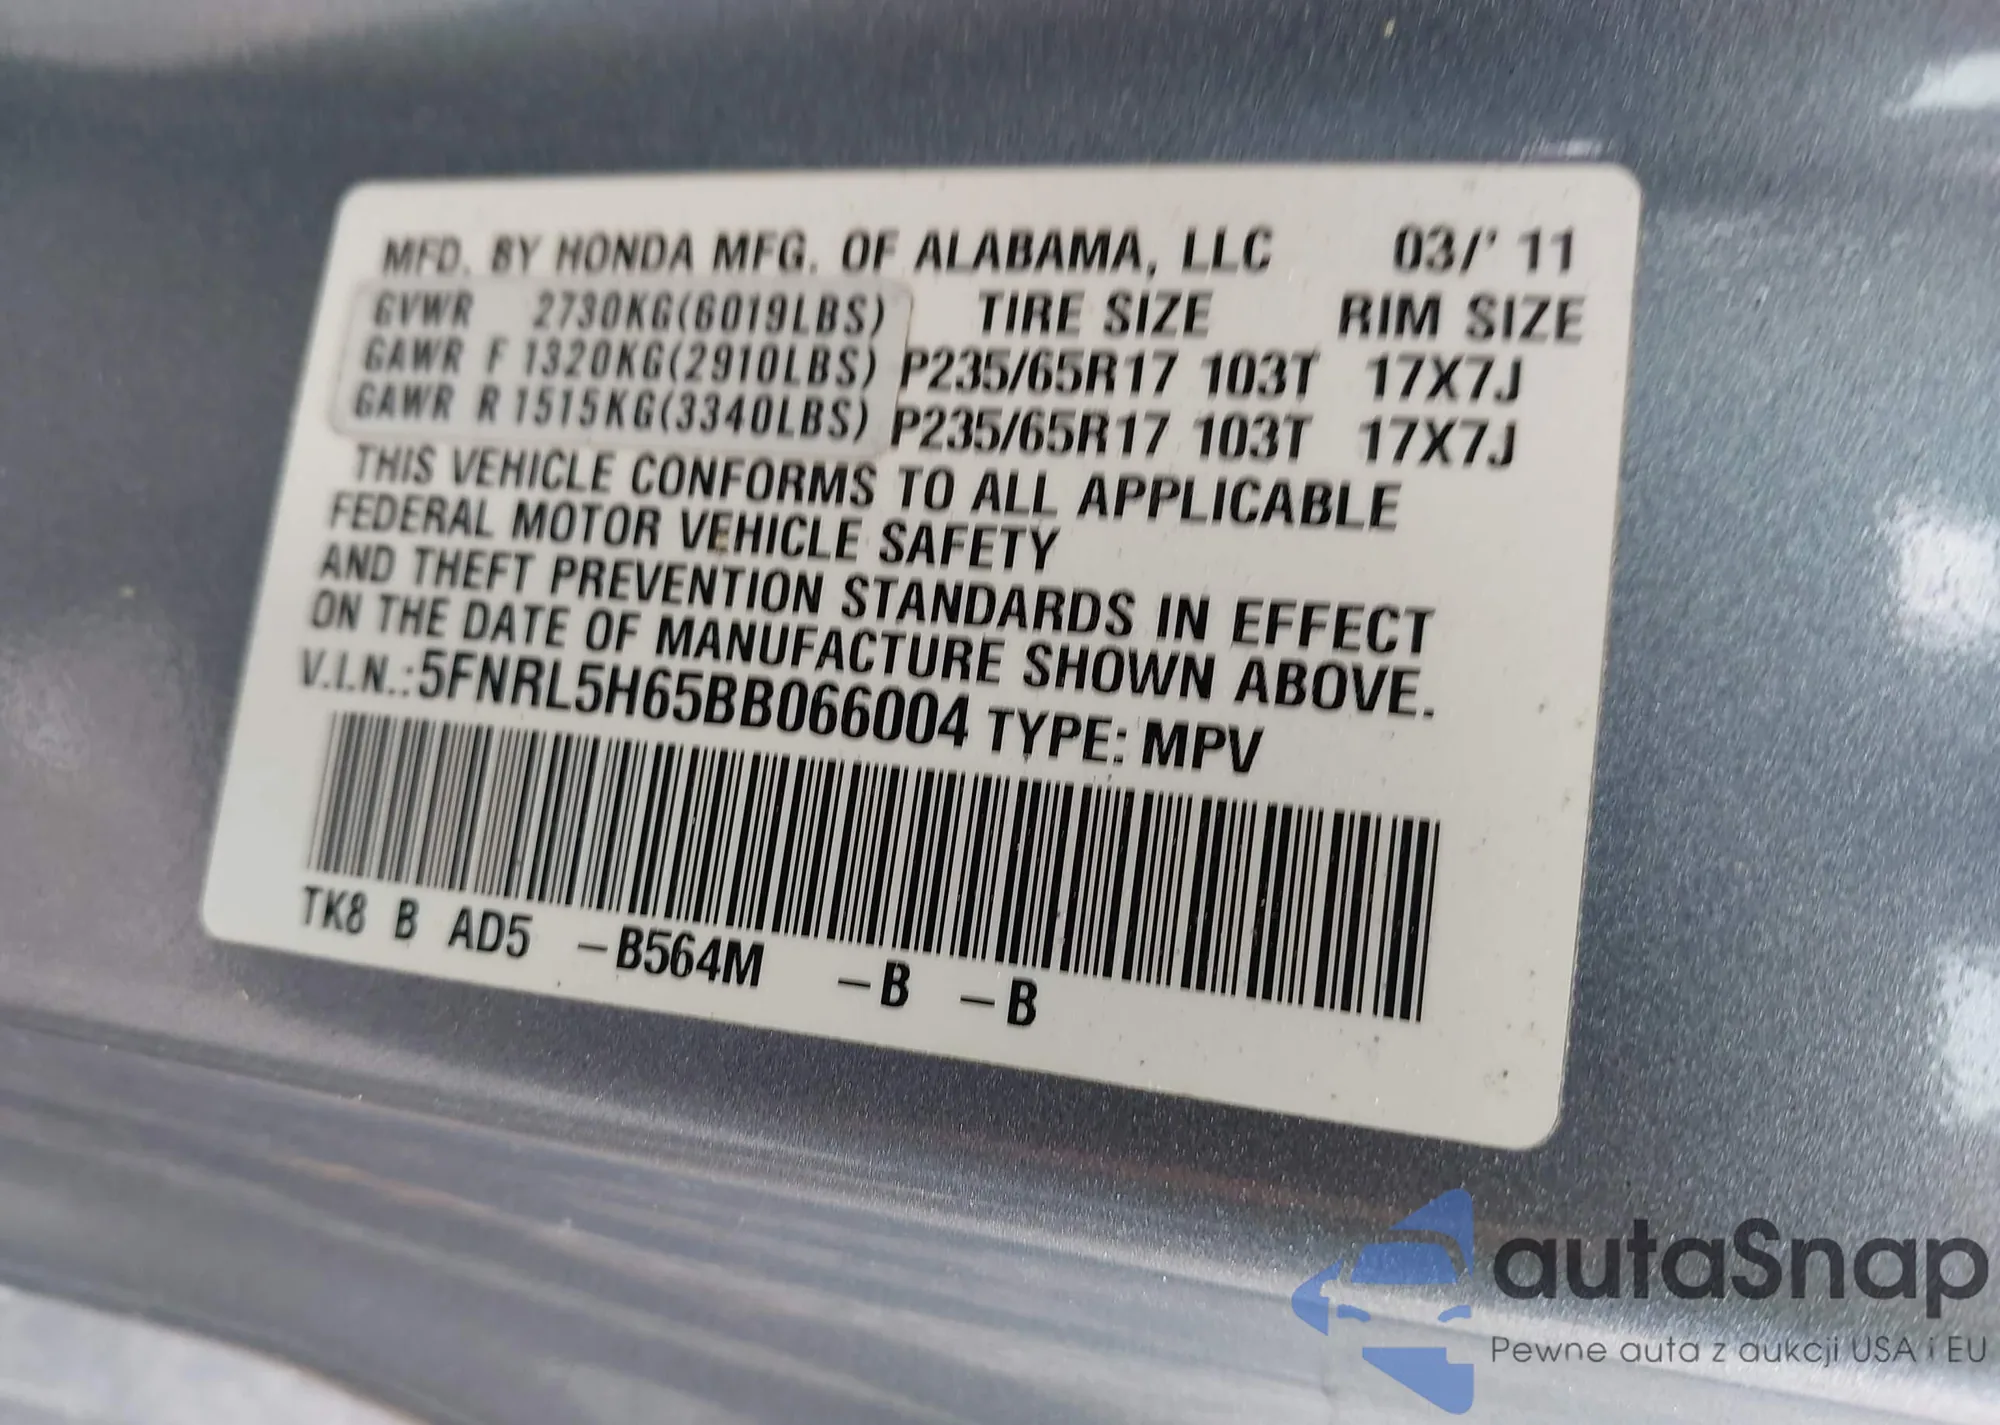 MFD. BY HONDA MFG. OF ALABAMA, LLC 03/'11
GVWR 2730KG(6019LBS) TIRE SIZE RIM SIZE
GAWR F 1320KG(2910LBS) P235/65R17 103T 17X7J
GAWR R 1515KG(3340LBS) P235/65R17 103T 17X7J
THIS VEHICLE CONFORMS TO ALL APPLICABLE
FEDERAL MOTOR VEHICLE SAFETY
AND THEFT PREVENTION STANDARDS IN EFFECT
ON THE DATE OF MANUFACTURE SHOWN ABOVE.
V.I.N.:5FNRL5H65BB066004 TYPE: MPV
TK8 B AD5 -B564M -B -B
autaSnap
Pewne auta z aukcji USA i EU